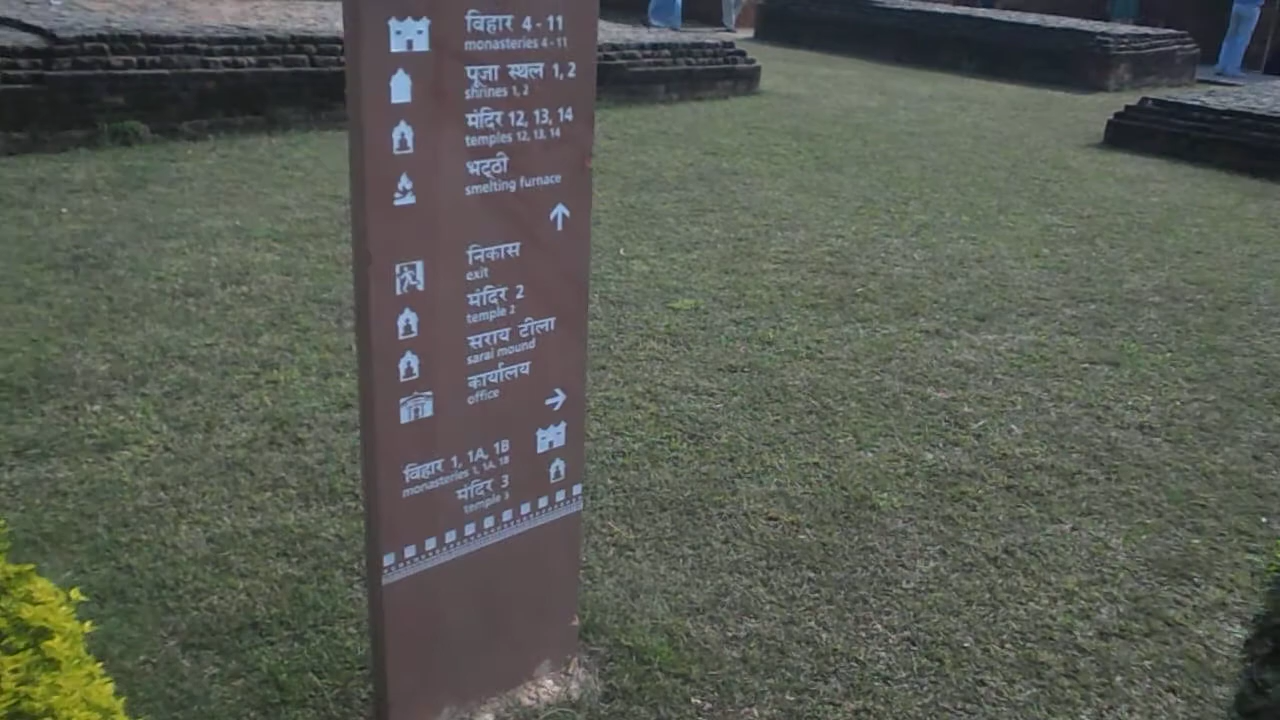 विहार 4 - 11
monasteries 4 - 11
पूजा स्थल 1, 2
shrines 1, 2
मंदिर 12, 13, 14
temples 12, 13, 14
भट्ठी
smelting furnace
निकास
exit
मंदिर 2
temple 2
सराय टीला
sarai mound
कार्यालय
office
विहार 1, 1A, 1B
monasteries 1, 1A, 1B
मंदिर 3
temple 3